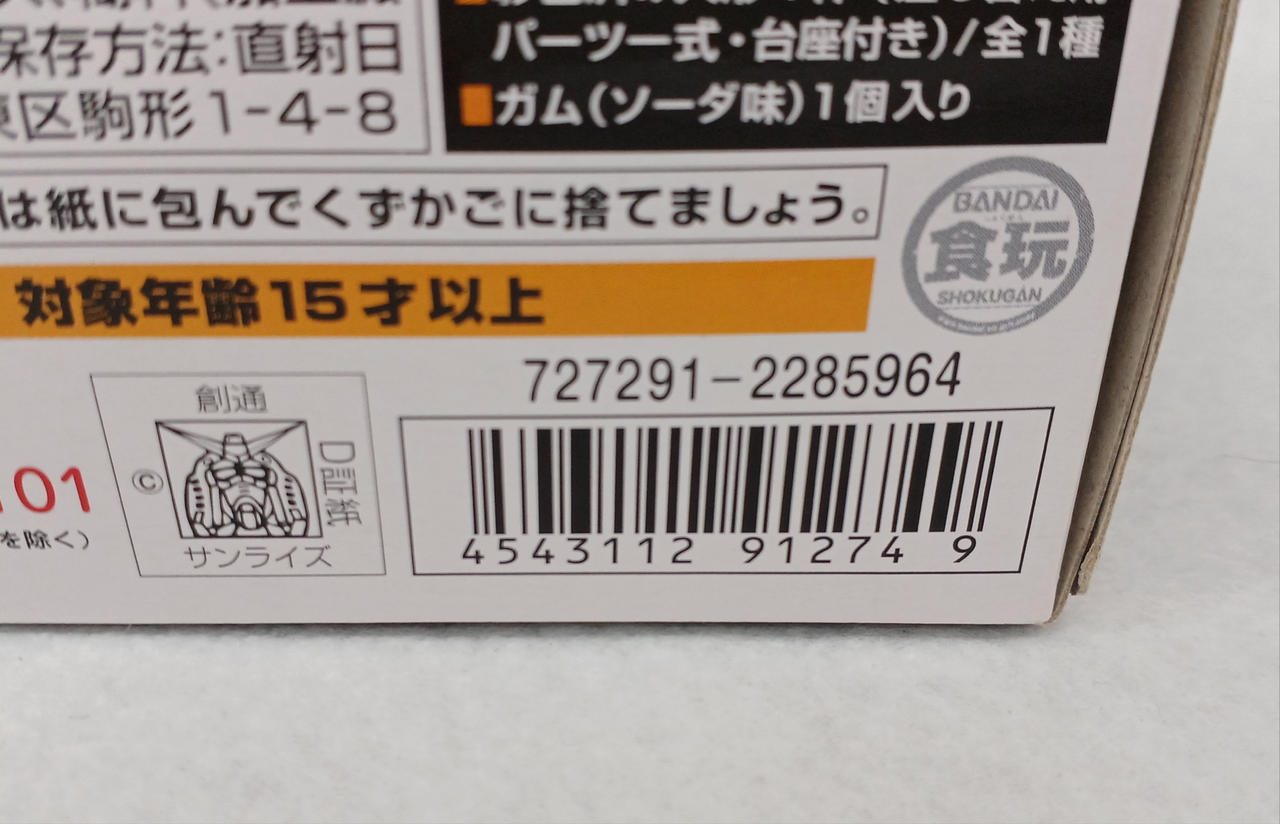 保存方法:直射日
区駒形1-4-8
パーツ一式・台座付き)/全1種
ガム(ソーダ味)1個入り
は紙に包んでくずかごに捨てましょう。
BANDAI
食玩
SHOKUGAN
対象年齢15才以上
727291-2285964
創通
D証紙
©
サンライズ
01
を除く)
4543112 91274 9